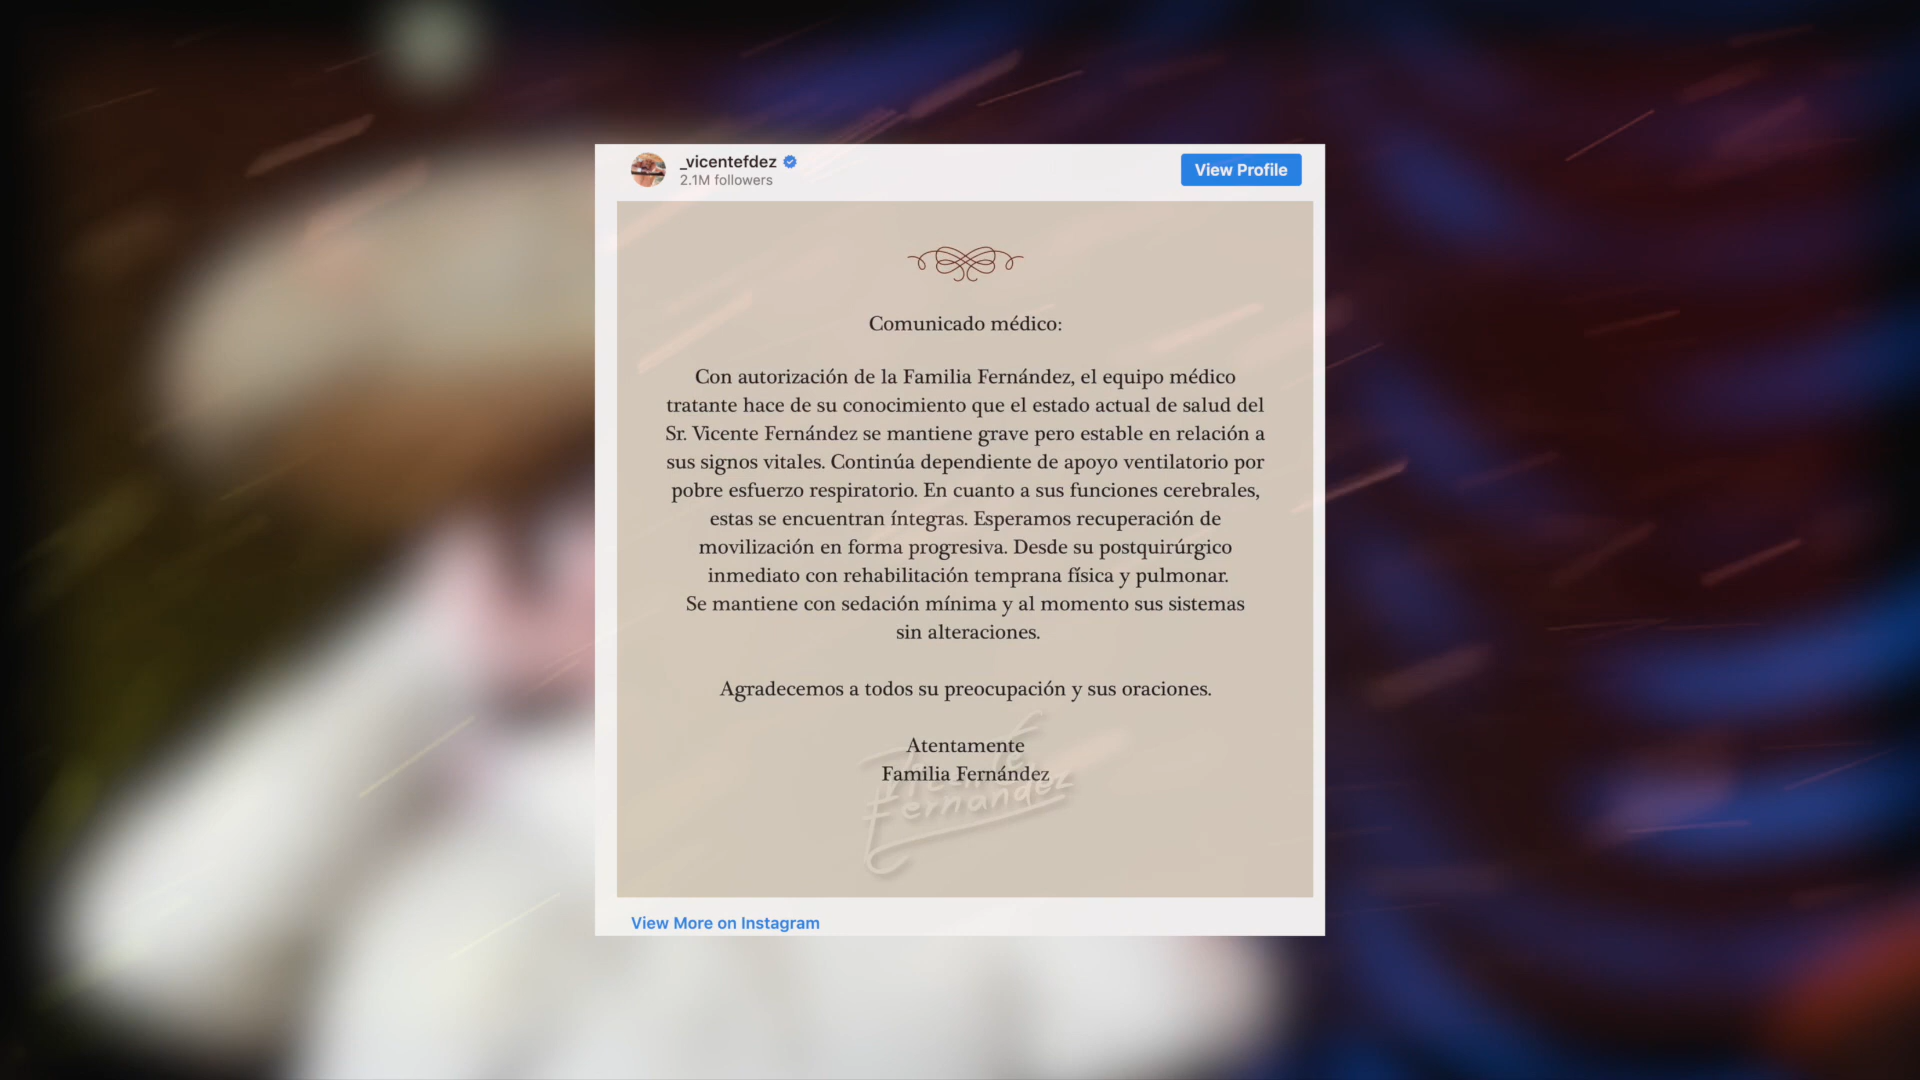 _vicentefdez
2.1M followers
View Profile
Comunicado médico:
Con autorización de la Familia Fernández, el equipo médico
tratante hace de su conocimiento que el estado actual de salud del
Sr. Vicente Fernández se mantiene grave pero estable en relación a
sus signos vitales. Continúa dependiente de apoyo ventilatorio por
pobre esfuerzo respiratorio. En cuanto a sus funciones cerebrales,
estas se encuentran íntegras. Esperamos recuperación de
movilización en forma progresiva. Desde su postquirúrgico
inmediato con rehabilitación temprana física y pulmonar.
Se mantiene con sedación mínima y al momento sus sistemas
sin alteraciones.
Agradecemos a todos su preocupación y sus oraciones.
Atentamente
Familia Fernández
Vicente
Fernández
View More on Instagram